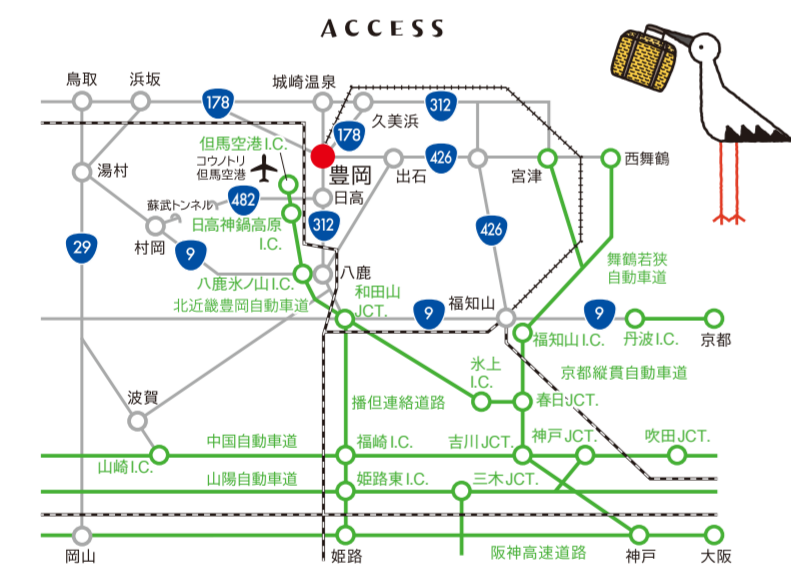 ACCESS
鳥取
浜坂
城崎温泉
178
312
久美浜
178
但馬空港I.C.
コウノトリ
但馬空港
豊岡
出石
426
宮津
西舞鶴
湯村
蘇武トンネル
482
日高
村岡
日高神鍋高原
I.C.
312
426
29
9
八鹿氷ノ山I.C.
八鹿
舞鶴若狭
自動車道
北近畿豊岡自動車道
和田山
JCT.
9
福知山
9
福知山I.C.
丹波I.C.
京都
氷上
I.C.
京都縦貫自動車道
波賀
播但連絡道路
春日JCT.
中国自動車道
福崎I.C.
吉川JCT.
神戸JCT.
吹田JCT.
山崎I.C.
山陽自動車道
姫路東I.C.
三木JCT.
岡山
姫路
阪神高速道路
神戸
大阪